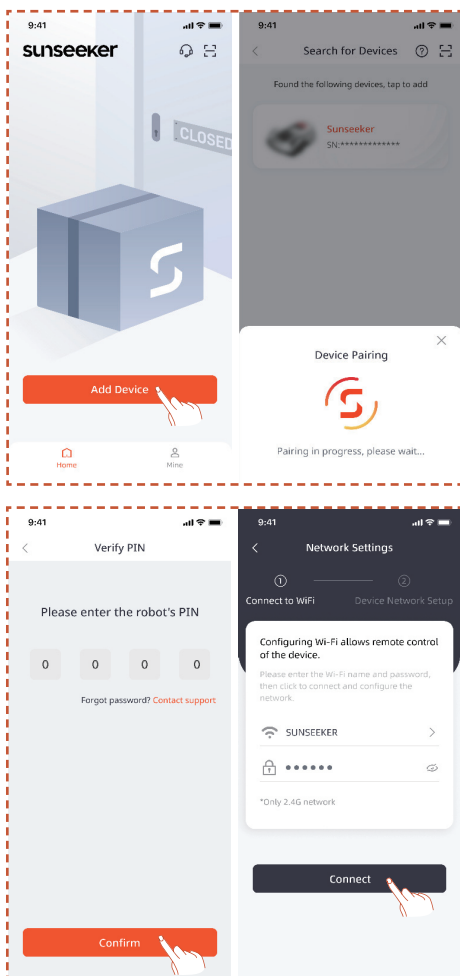 9:41
sunseeker
CLOSED
Add Device
Home
Mine
9:41
Search for Devices
Found the following devices, tap to add
Sunseeker
SN:*************
Device Pairing
Pairing in progress, please wait...
9:41
Verify PIN
Please enter the robot's PIN
0 0 0 0
Forgot password? Contact support
Confirm
9:41
Network Settings
1 2
Connect to WiFi Device Network Setup
Configuring Wi-Fi allows remote control
of the device.
Please enter the Wi-Fi name and password,
then click to connect and configure the
network.
SUNSEEKER
*Only 2.4G network
Connect